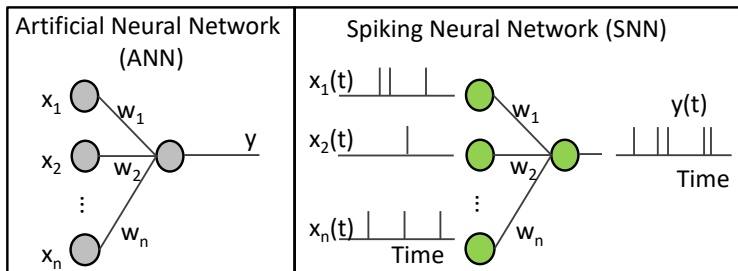 Artificial Neural Network
(ANN)
x1
w1
x2
w2
y
⋮
wn
xn
Spiking Neural Network (SNN)
x1(t)
w1
x2(t)
w2
y(t)
Time
⋮
xn(t)
wn
Time